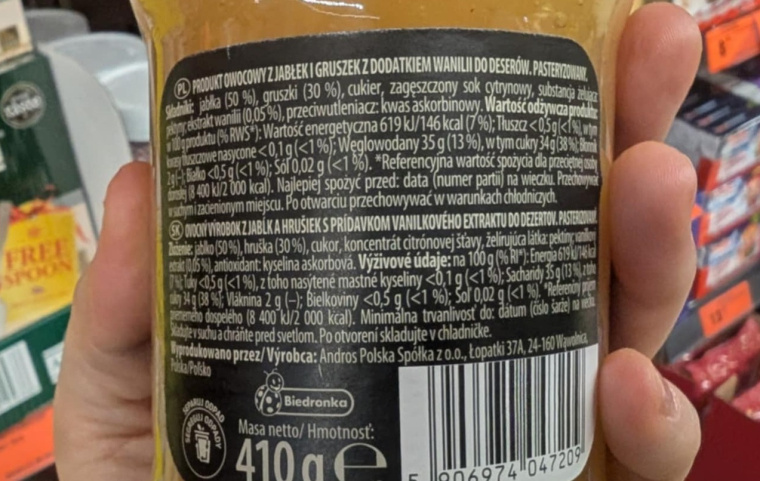 PL PRODUKT OWOCOWY Z JABŁEK I GRUSZEK Z DODATKIEM WANILII DO DESERÓW. PASTERYZOWANY.
Składniki: jabłka (50 %), gruszki (30 %), cukier, zagęszczony sok cytrynowy, substancja żelująca:
pektyny; ekstrakt wanilii (0,05%), przeciwutleniacz: kwas askorbinowy. Wartość odżywcza produktu:
w 100 g produktu (% RWS*): Wartość energetyczna 619 kJ/146 kcal (7 %); Tłuszcz <0,5 g (<1 %), w tym
kwasy tłuszczowe nasycone <0,1 g (<1 %); Węglowodany 35 g (13 %), w tym cukry 34 g (38 %); Błonnik
2 g (–); Białko <0,5 g (<1 %); Sól 0,02 g (<1 %). *Referencyjna wartość spożycia dla przeciętnej osoby
dorosłej (8 400 kJ/2 000 kcal). Najlepiej spożyć przed: data (numer partii) na wieczku. Przechowywać
w suchym i zacienionym miejscu. Po otwarciu przechowywać w warunkach chłodniczych.
SK OVOCNÝ VÝROBOK Z JABĹK A HRUŠIEK S PRÍDAVKOM VANILKOVÉHO EXTRAKTU DO DEZERTOV. PASTERIZOVANÝ.
Zloženie: jablko (50 %), hruška (30 %), cukor, koncentrát citrónovej šťavy, želírujúca látka: pektíny; vanilkový
extrakt (0,05 %), antioxidant: kyselina askorbová. Výživové údaje: na 100 g (% RI*): Energia 619 kJ/146 kcal
(7 %); Tuky <0,5 g (<1 %), z toho nasýtené mastné kyseliny <0,1 g (<1 %); Sacharidy 35 g (13 %), z toho
cukry 34 g (38 %); Vláknina 2 g (–); Bielkoviny <0,5 g (<1 %); Soľ 0,02 g (<1 %). *Referenčný príjem
priemerného dospelého (8 400 kJ/2 000 kcal). Minimálna trvanlivosť do: dátum (číslo šarže) na viečku.
Skladujte v suchu a chráňte pred svetlom. Po otvorení skladujte v chladničke.
Wyprodukowano przez/ Výrobca: Andros Polska Spółka z o.o., Łopatki 37A, 24-160 Wąwolnica,
Polska/Poľsko
Biedronka
SEPARUJ ODPAD
SEGREGUJ ODPADY
Masa netto/ Hmotnosť:
410 g e
5 906974 047209
FREE
SPOON